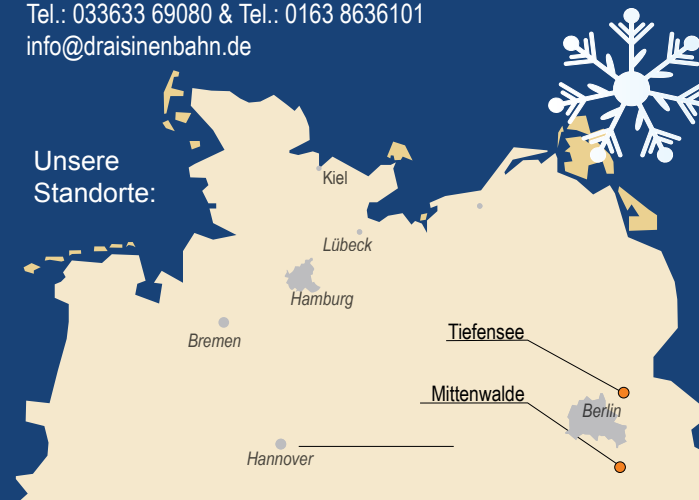 Tel.: 033633 69080 & Tel.: 0163 8636101
info@draisinenbahn.de
Unsere
Standorte:
Kiel
Lübeck
Hamburg
Bremen
Tiefensee
Mittenwalde
Berlin
Hannover